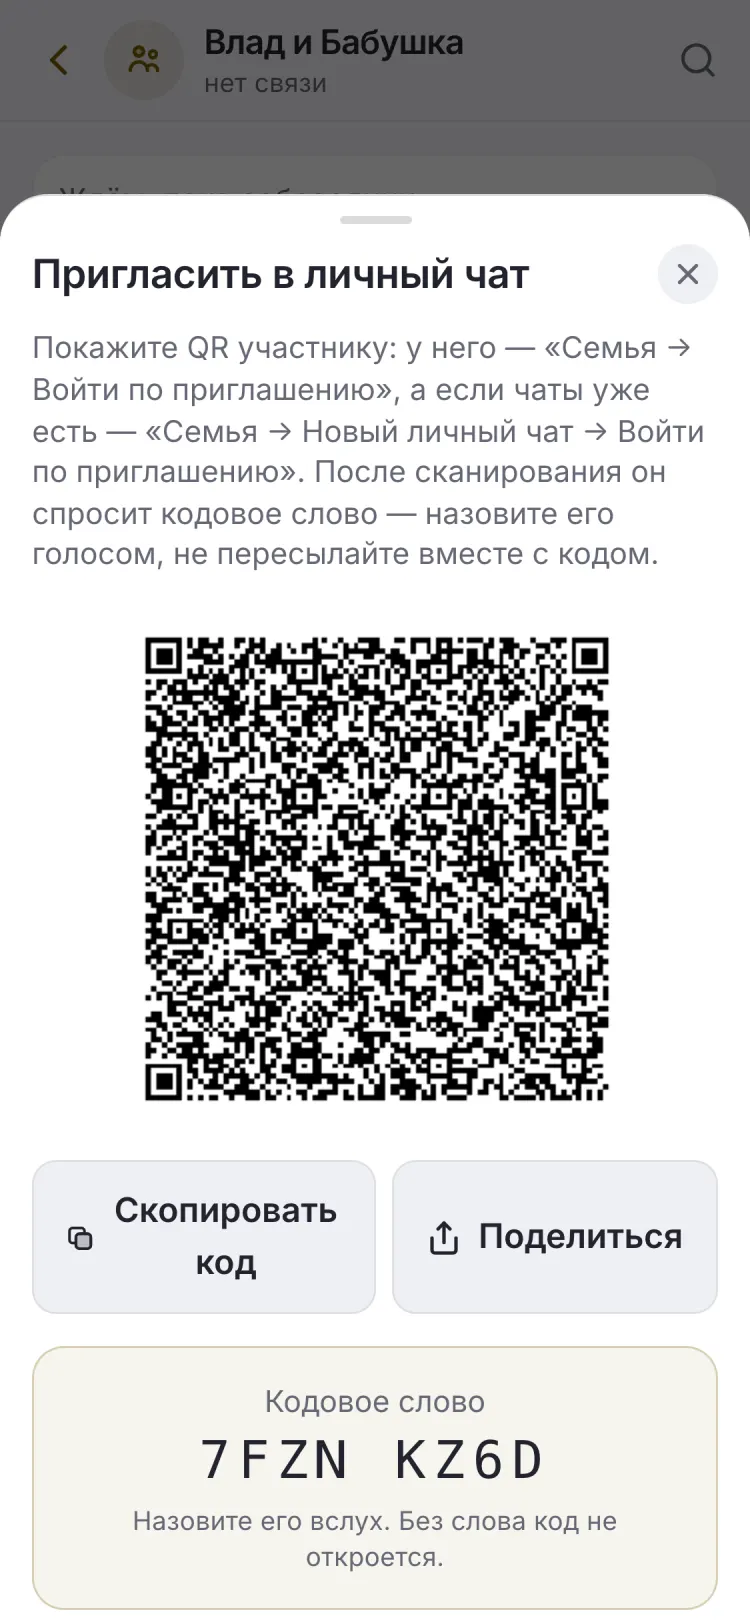 Влад и Бабушка
нет связи
Пригласить в личный чат
Покажите QR участнику: у него — «Семья →
Войти по приглашению», а если чаты уже
есть — «Семья → Новый личный чат → Войти
по приглашению». После сканирования он
спросит кодовое слово — назовите его
голосом, не пересылайте вместе с кодом.
Скопировать
код
Поделиться
Кодовое слово
7FZN KZ6D
Назовите его вслух. Без слова код не
откроется.